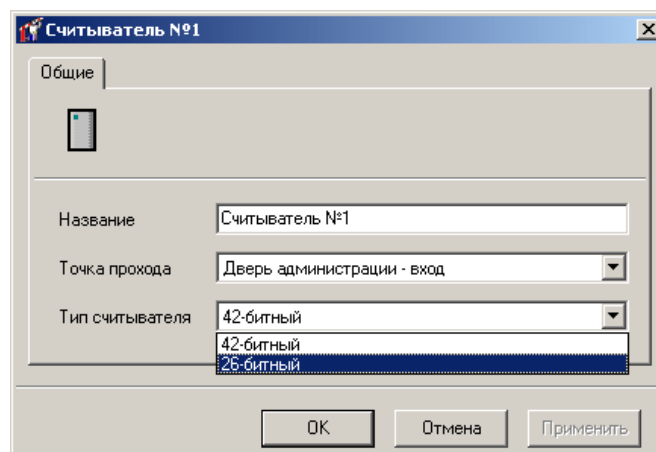 Считыватель №1
Общие
Название
Считыватель №1
Точка прохода
Дверь администрации - вход
Тип считывателя
42-битный
42-битный
26-битный
OK
Отмена
Применить